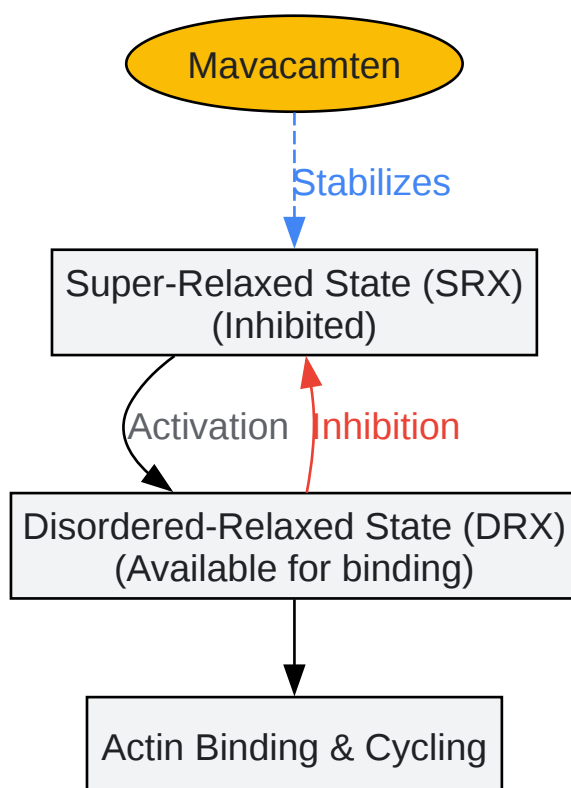 Mavacamten
Stabilizes
Super-Relaxed State (SRX)
(Inhibited)
Activation
Inhibition
Disordered-Relaxed State (DRX)
(Available for binding)
Actin Binding & Cycling